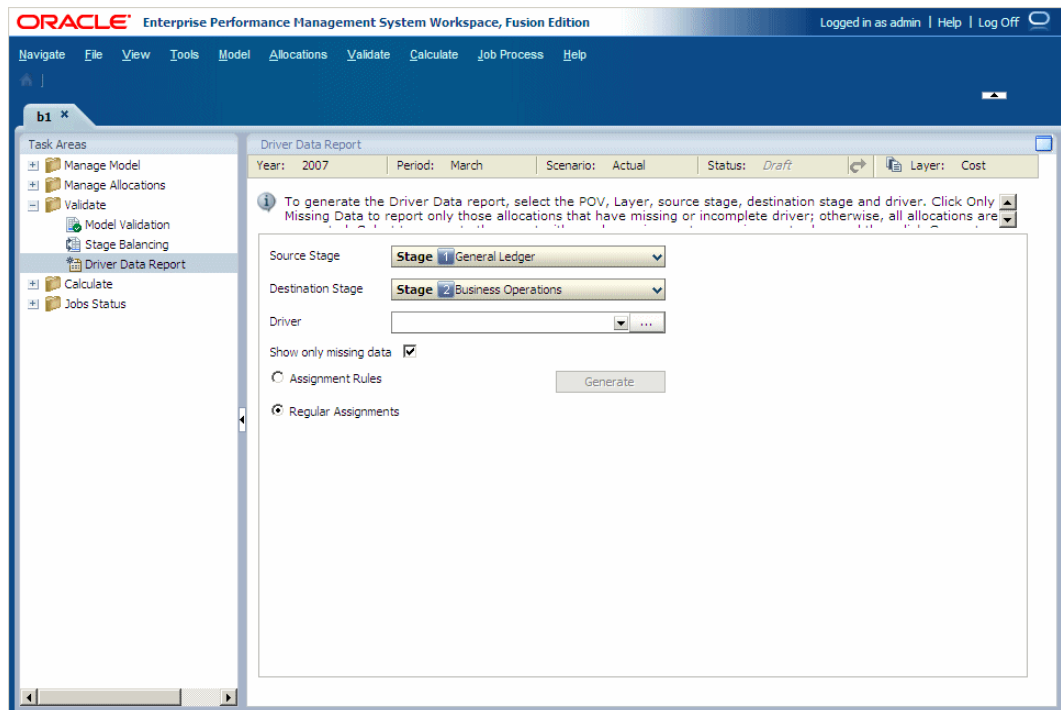 ORACLE Enterprise Performance Management System Workspace, Fusion Edition
Logged in as admin | Help | Log Off
Navigate File View Tools Model Allocations Validate Calculate Job Process Help
b1
Task Areas
Manage Model
Manage Allocations
Validate
Model Validation
Stage Balancing
Driver Data Report
Calculate
Jobs Status
Driver Data Report
Year: 2007 Period: March Scenario: Actual Status: Draft Layer: Cost
To generate the Driver Data report, select the POV, Layer, source stage, destination stage and driver. Click Only
Missing Data to report only those allocations that have missing or incomplete driver; otherwise, all allocations are
Source Stage Stage 1 General Ledger
Destination Stage Stage 2 Business Operations
Driver ...
Show only missing data
Assignment Rules Generate
Regular Assignments